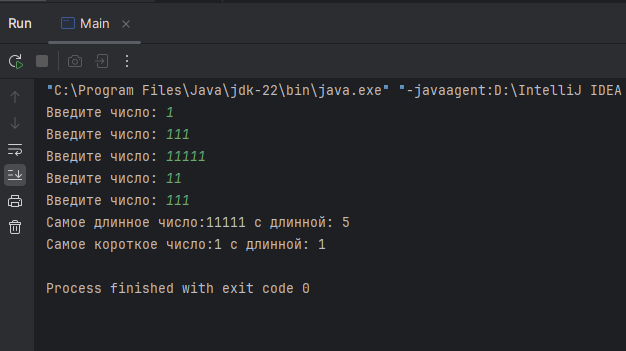 Run Main
"C:\Program Files\Java\jdk-22\bin\java.exe" "-javaagent:D:\IntelliJ IDEA
Введите число: 1
Введите число: 111
Введите число: 11111
Введите число: 11
Введите число: 111
Самое длинное число:11111 с длинной: 5
Самое короткое число:1 с длинной: 1
Process finished with exit code 0